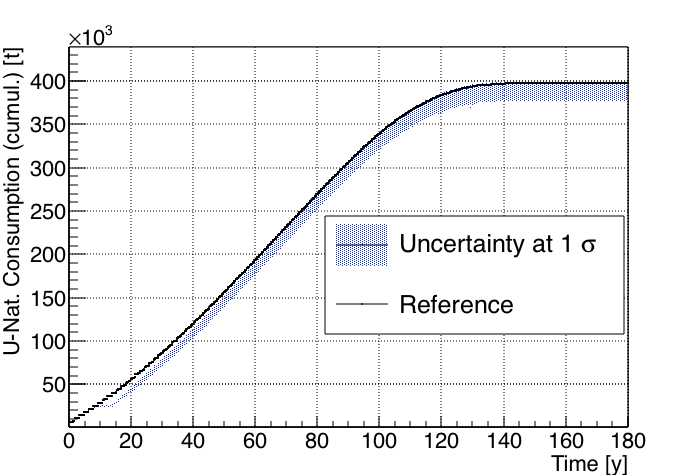 ×10³
U-Nat. Consumption (cumul.) [t]
400
350
300
250
200
150
100
50
Uncertainty at 1 σ
Reference
0 20 40 60 80 100 120 140 160 180
Time [y]